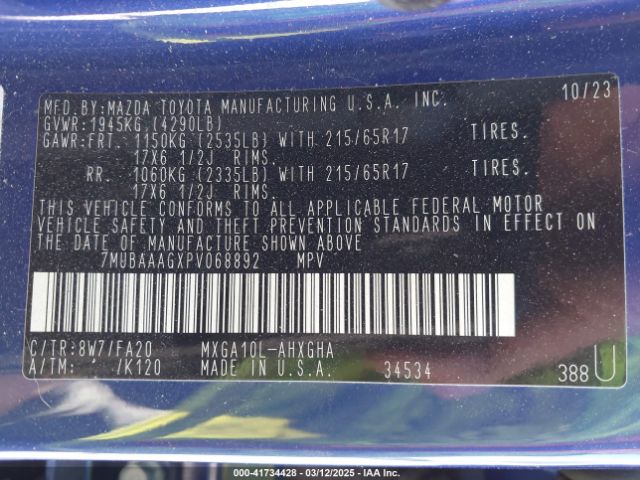 MFD.BY:MAZDA TOYOTA MANUFACTURING U.S.A. INC. 10/23
GVWR:1945KG (4290LB)
GAWR:FRT. 1150KG (2535LB) WITH 215/65R17 TIRES.
17X6 1/2J RIMS.
RR. 1060KG (2335LB) WITH 215/65R17 TIRES.
17X6 1/2J RIMS.
THIS VEHICLE CONFORMS TO ALL APPLICABLE FEDERAL MOTOR
VEHICLE SAFETY AND THEFT PREVENTION STANDARDS IN EFFECT ON
THE DATE OF MANUFACTURE SHOWN ABOVE
7MUBAAAGXPV068892 MPV
C/TR:8W7/FA20 MXGA10L-AHXGHA
A/TM: ' /K120 MADE IN U.S.A. 34534 388 U
000-41734428 - 03/12/2025 - IAA Inc.